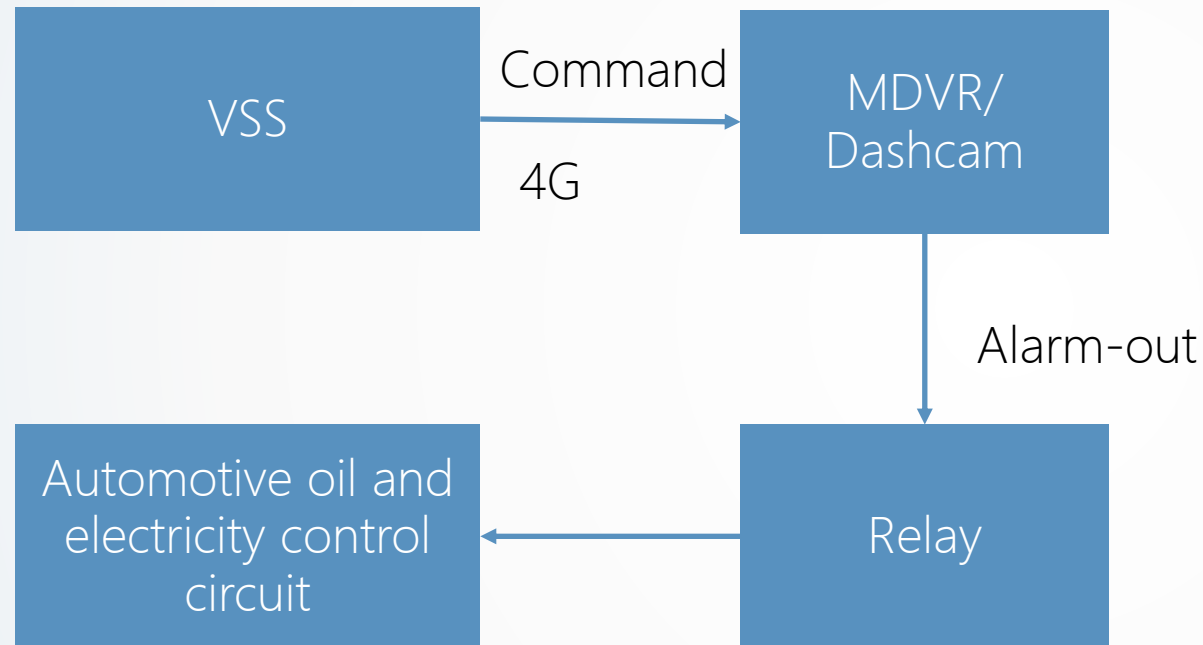 VSS
Command
4G
MDVR/
Dashcam
Alarm-out
Automotive oil and
electricity control
circuit
Relay